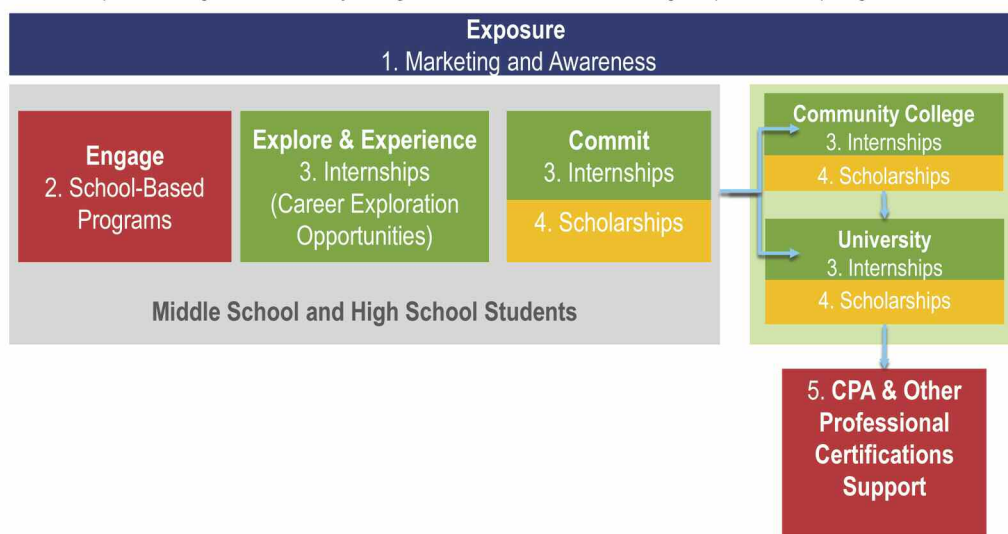 Exposure
1. Marketing and Awareness
Engage
2. School-Based
Programs
Explore & Experience
3. Internships
(Career Exploration
Opportunities)
Commit
3. Internships
4. Scholarships
Middle School and High School Students
Community College
3. Internships
4. Scholarships
University
3. Internships
4. Scholarships
5. CPA & Other
Professional
Certifications
Support